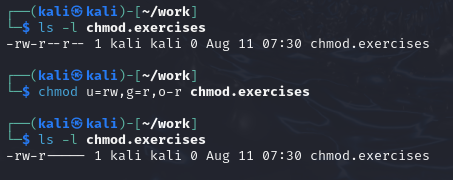 ┌──(kali㉿kali)-[~/work]
└─$ ls -l chmod.exercises
-rw-r--r-- 1 kali kali 0 Aug 11 07:30 chmod.exercises
┌──(kali㉿kali)-[~/work]
└─$ chmod u=rw,g=r,o-r chmod.exercises
┌──(kali㉿kali)-[~/work]
└─$ ls -l chmod.exercises
-rw-r----- 1 kali kali 0 Aug 11 07:30 chmod.exercises